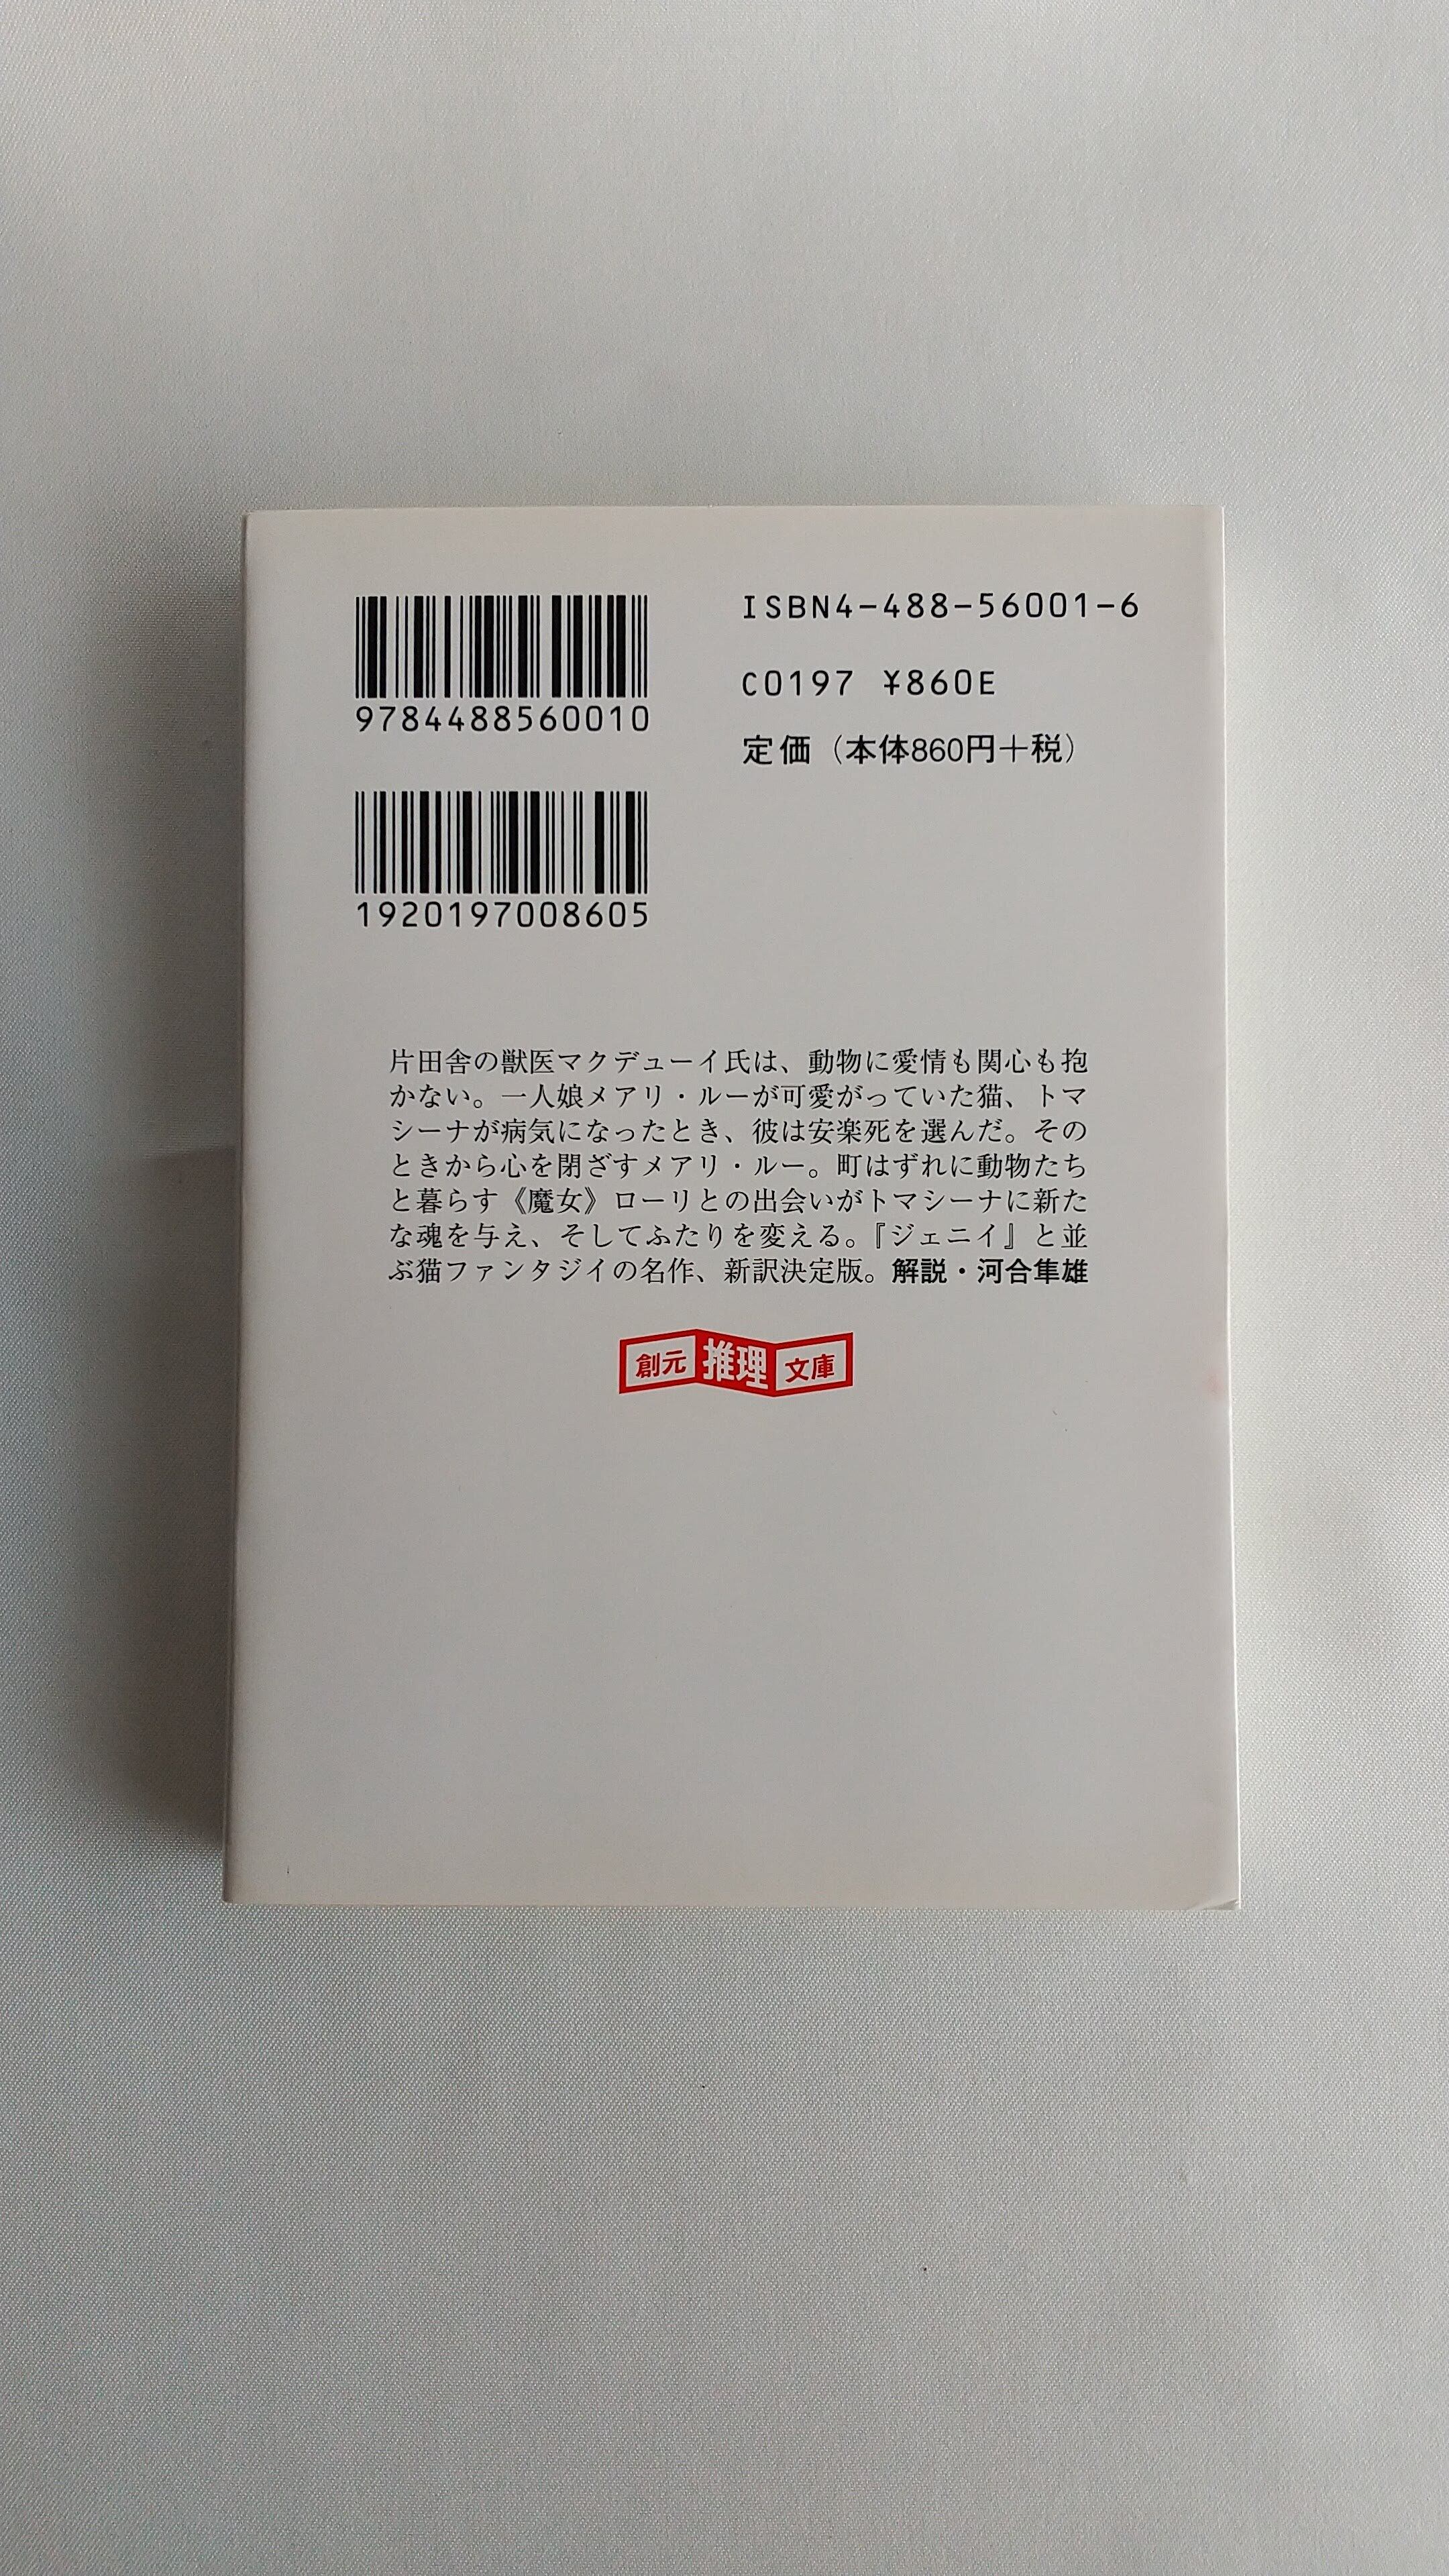 9784488560010
1920197008605
ISBN4-488-56001-6
C0197 ¥860E
定価（本体860円＋税）
片田舎の獣医マクデューイ氏は、動物に愛情も関心も抱
かない。一人娘メアリ・ルーが可愛がっていた猫、トマ
シーナが病気になったとき、彼は安楽死を選んだ。その
ときから心を閉ざすメアリ・ルー。町はずれに動物たち
と暮らす《魔女》ローリとの出会いがトマシーナに新た
な魂を与え、そしてふたりを変える。『ジェニイ』と並
ぶ猫ファンタジイの名作、新訳決定版。解説・河合隼雄
創元推理文庫